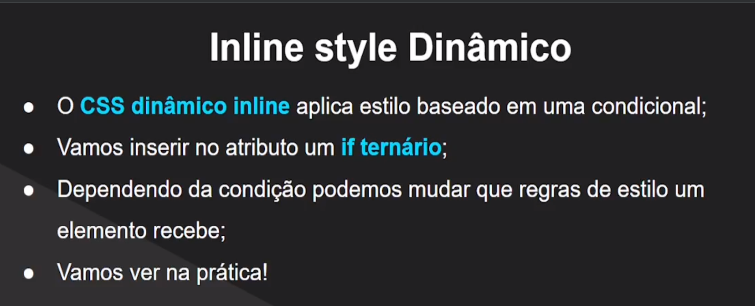 Inline style Dinâmico
● O CSS dinâmico inline aplica estilo baseado em uma condicional;
● Vamos inserir no atributo um if ternário;
● Dependendo da condição podemos mudar que regras de estilo um
elemento recebe;
● Vamos ver na prática!